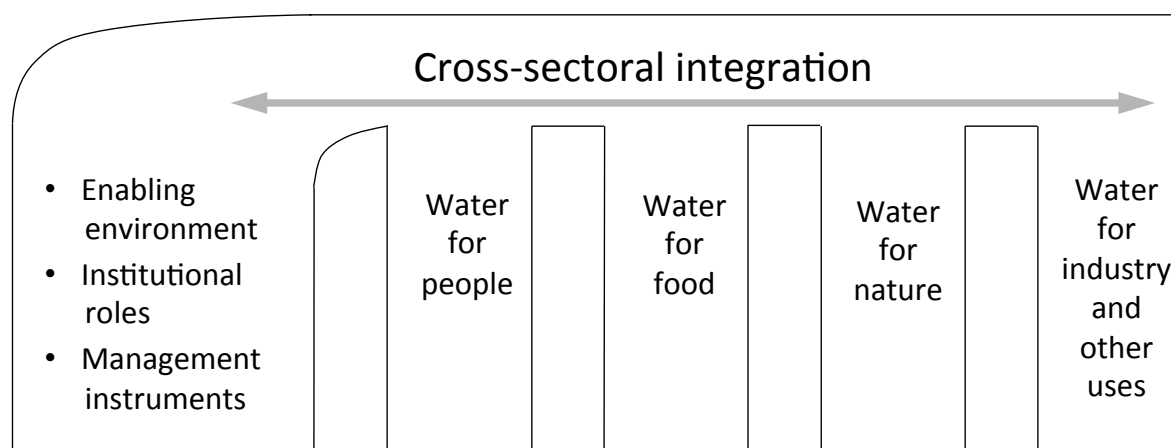 Cross-sectoral integration
• Enabling
environment
• Institutional
roles
• Management
instruments
Water
for
people
Water
for
food
Water
for
nature
Water
for
industry
and
other
uses